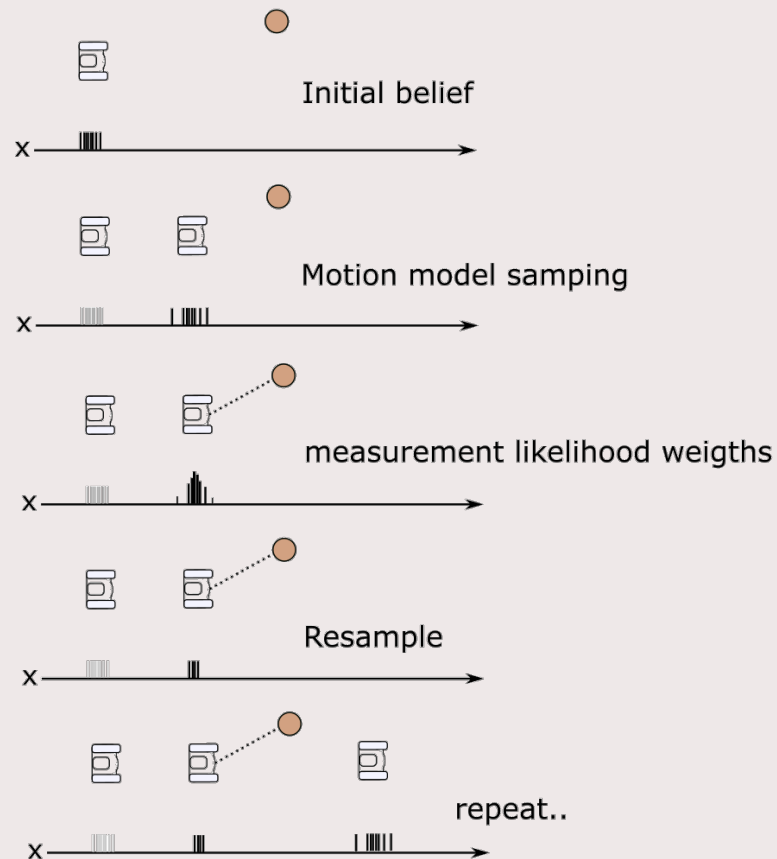 Initial belief
x
Motion model samping
x
measurement likelihood weigths
x
Resample
x
repeat..
x